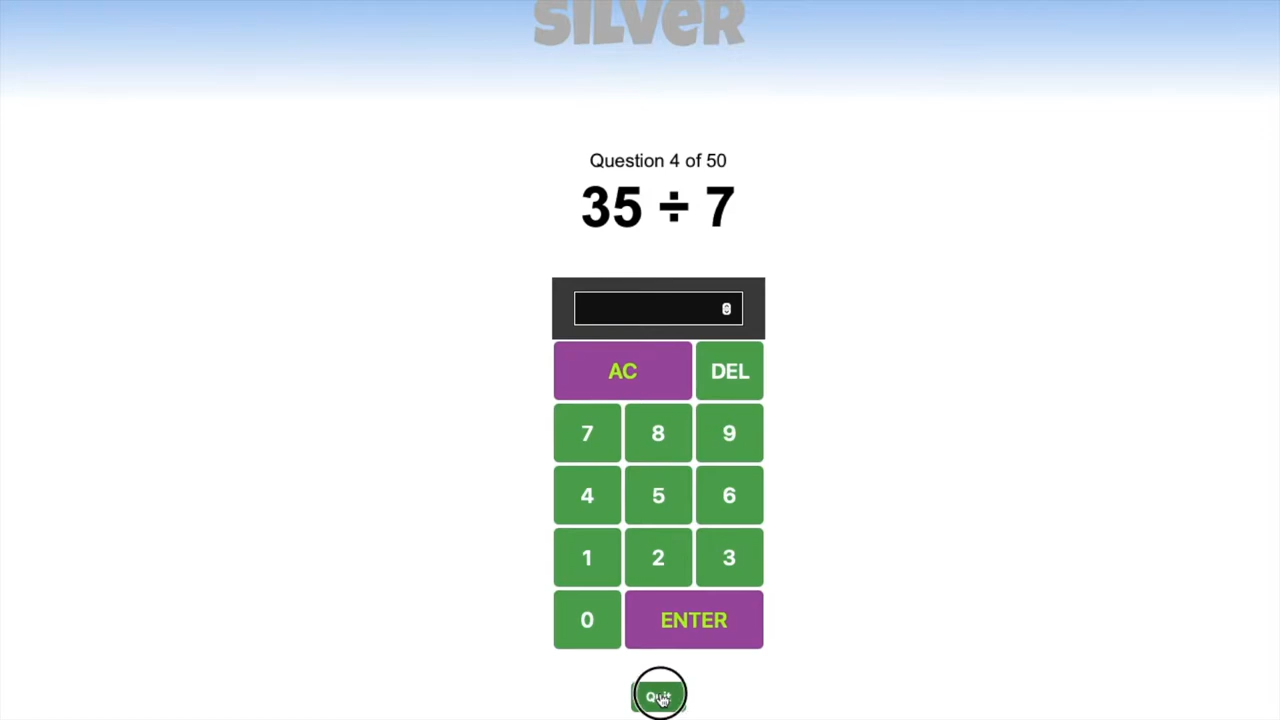 SILVER
Question 4 of 50
35 ÷ 7
AC DEL
7 8 9
4 5 6
1 2 3
0 ENTER
Quit